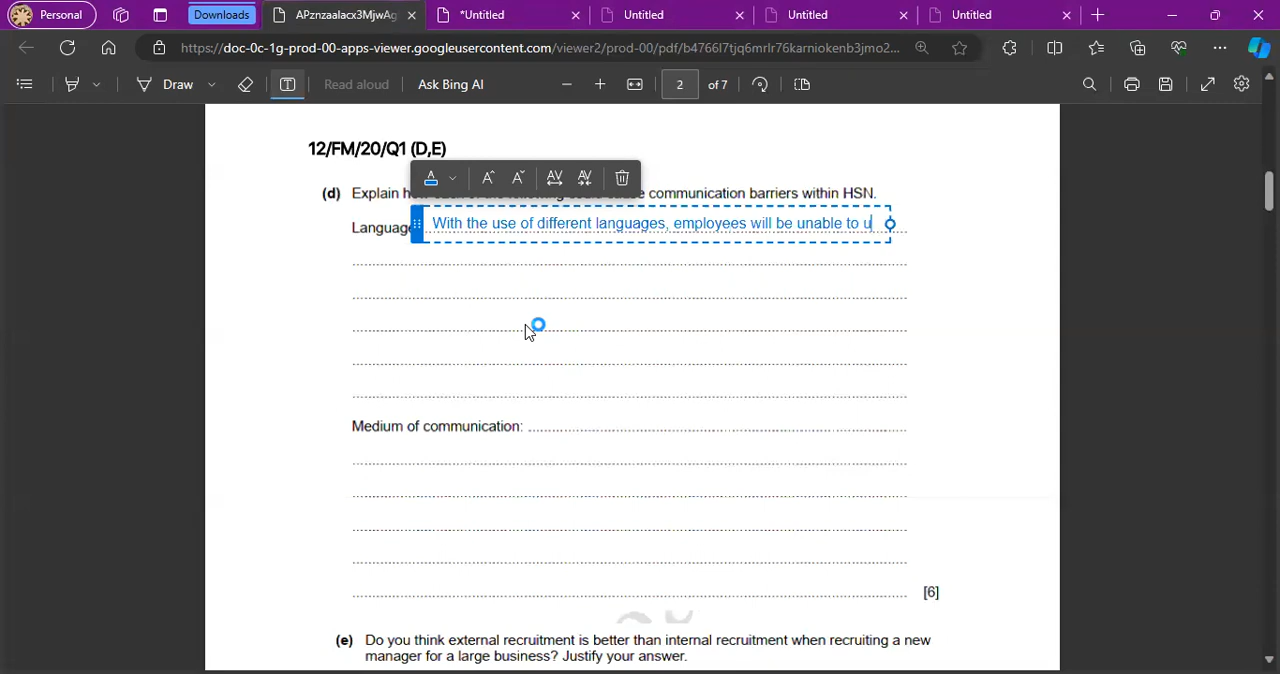 Personal
Downloads
APznzaalacx3MjwAg
*Untitled
Untitled
Untitled
Untitled
https://doc-0c-1g-prod-00-apps-viewer.googleusercontent.com/viewer2/prod-00/pdf/b4766l7tjq6mrlr76karniokenb3jmo2...
Draw
Read aloud
Ask Bing AI
2 of 7
12/FM/20/Q1 (D,E)
(d) Explain communication barriers within HSN.
Language With the use of different languages, employees will be unable to u
Medium of communication:
[6]
(e) Do you think external recruitment is better than internal recruitment when recruiting a new
manager for a large business? Justify your answer.